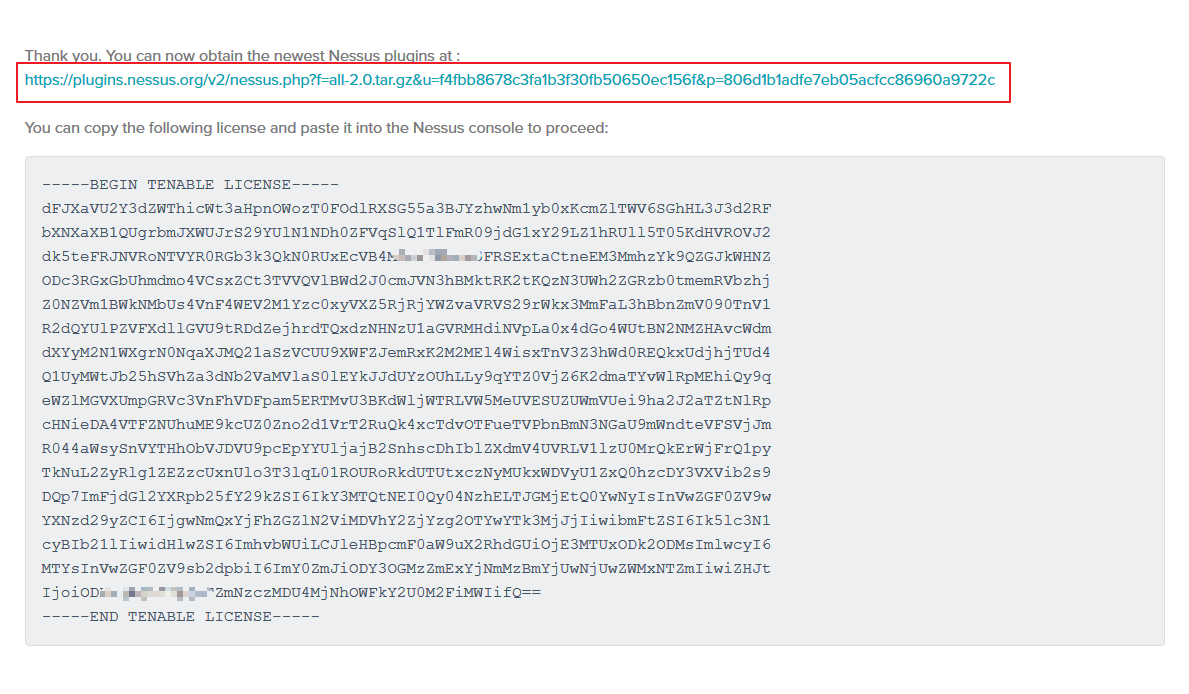 Thank you. You can now obtain the newest Nessus plugins at :
https://plugins.nessus.org/v2/nessus.php?f=all-2.0.tar.gz&u=f4fbb8678c3fa1b3f30fb50650ec156f&p=806d1b1adfe7eb05acfcc86960a9722c
You can copy the following license and paste it into the Nessus console to proceed:
-----BEGIN TENABLE LICENSE-----
dFJXaVU2Y3dZWThicWt3aHpnOWozT0FOdlRXSG55a3BJYzhwNm1yb0xKcmZlTWV6SGhHL3J3d2RF
bXNXaXB1QUgrbmJXWUJrS29YUlN1NDh0ZFVqSlQ1TlFmR09jdG1xY29LZ1hRUll5T05KdHVROVJ2
dk5teFRJNVRoNTVYR0RGb3k3QkN0RUxEcVB4M FRSExtaCtneEM3MmhzYk9QZGJkWHNZ
ODc3RGxGbUhmdmo4VCsxZCt3TVVQVlBWd2J0cmJVN3hBMktRK2tKQzN3UWh2ZGRzb0tmemRVbzhj
Z0NZVm1BWkNMbUs4VnF4WEV2M1Yzc0xyVXZ5RjRjYWZvaVRVS29rWkx3MmFaL3hBbnZmV090TnV1
R2dQYUlPZVFXdllGVU9tRDdZejhrdTQxdzNHNzU1aGVRMHdiNVpLa0x4dGo4WUtBN2NMZHAvcWdm
dXYyM2N1WXgrN0NqaXJMQ21aSzVCUU9XWFZJemRxK2M2MEl4WisxTnV3Z3hWd0REQkxUdjhjTUd4
Q1UyMWtJb25hSVhZa3dNb2VaMVlaS0lEYkJJdUYzOUhLLy9qYTZ0VjZ6K2dmaTYvWlRpMEhiQy9q
eWZlMGVXUmpGRVc3VnFhVDFpam5ERTMvU3BKdWljWTRLVW5MeUVESUZUWmVUei9ha2J2aTZtNlRp
cHNieDA4VTFZNUhuME9kcUZ0Zno2d1VrT2RuQk4xcTdvOTFueTVPbnBmN3NGaU9mWndteVFSVjJm
R044aWsySnVYTHhObVJDVU9pcEpYYUljajB2SnhscDhIblZXdmV4UVRLV1lzU0MrQkErWjFrQ1py
TkNuL2ZyRlg1ZEZzcUxnUlo3T3lqL01ROURoRkdUTUtxczNyMUkxWDVyU1ZxQ0hzcDY3VXVib2s9
DQp7ImFjdGl2YXRpb25fY29kZSI6IkY3MTQtNEI0Qy04NzhELTJGMjEtQ0YwNyIsInVwZGF0ZV9w
YXNzd29yZCI6IjgwNmQxYjFhZGZlN2ViMDVhY2ZjYzg2OTYwYTk3MjJjIiwibmFtZSI6Ik5lc3N1
cyBIb21lIiwidHlwZSI6ImhvbWUiLCJleHBpcmF0aW9uX2RhdGUiOjE3MTUxODk2ODMsImlwcyI6
MTYsInVwZGF0ZV9sb2dpbiI6ImY0ZmJiODY3OGMzZmExYjNmMzBmYjUwNjUwZWMxNTZmIiwiZHJt
IjoiOD ZmNzczMDU4MjNhOWFkY2U0M2FiMWIifQ==
-----END TENABLE LICENSE-----